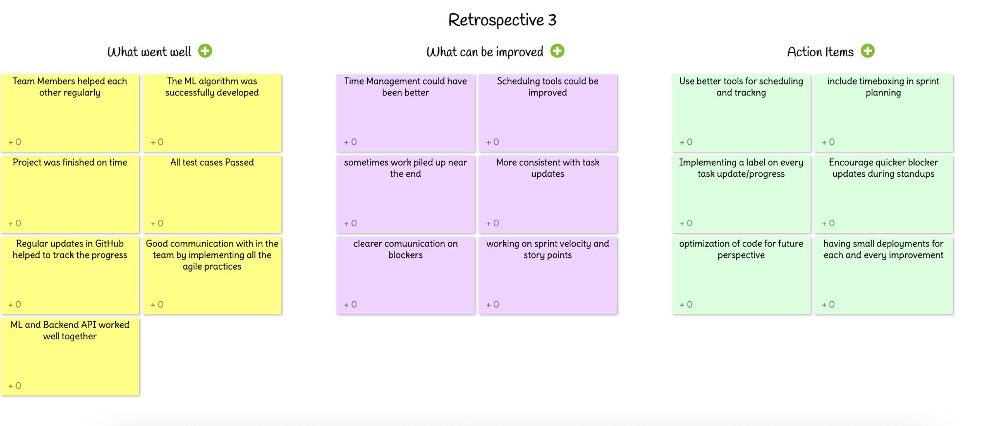 Retrospective 3
What went well
Team Members helped each
other regularly
+ 0
The ML algorithm was
successfully developed
+ 0
Project was finished on time
+ 0
All test cases Passed
+ 0
Regular updates in GitHub
helped to track the progress
+ 0
Good communication with in the
team by implementing all the
agile practices
+ 0
ML and Backend API worked
well together
+ 0
What can be improved
Time Management could have
been better
+ 0
Schedulng tools could be
improved
+ 0
sometimes work piled up near
the end
+ 0
More consistent with task
updates
+ 0
clearer comuunication on
blockers
+ 0
working on sprint velocity and
story points
+ 0
Action Items
Use better tools for scheduling
and trackng
+ 0
include timeboxing in sprint
planning
+ 0
Implementing a label on every
task update/progress
+ 0
Encourage quicker blocker
updates during standups
+ 0
optimization of code for future
perspective
+ 0
having small deployments for
each and every improvement
+ 0